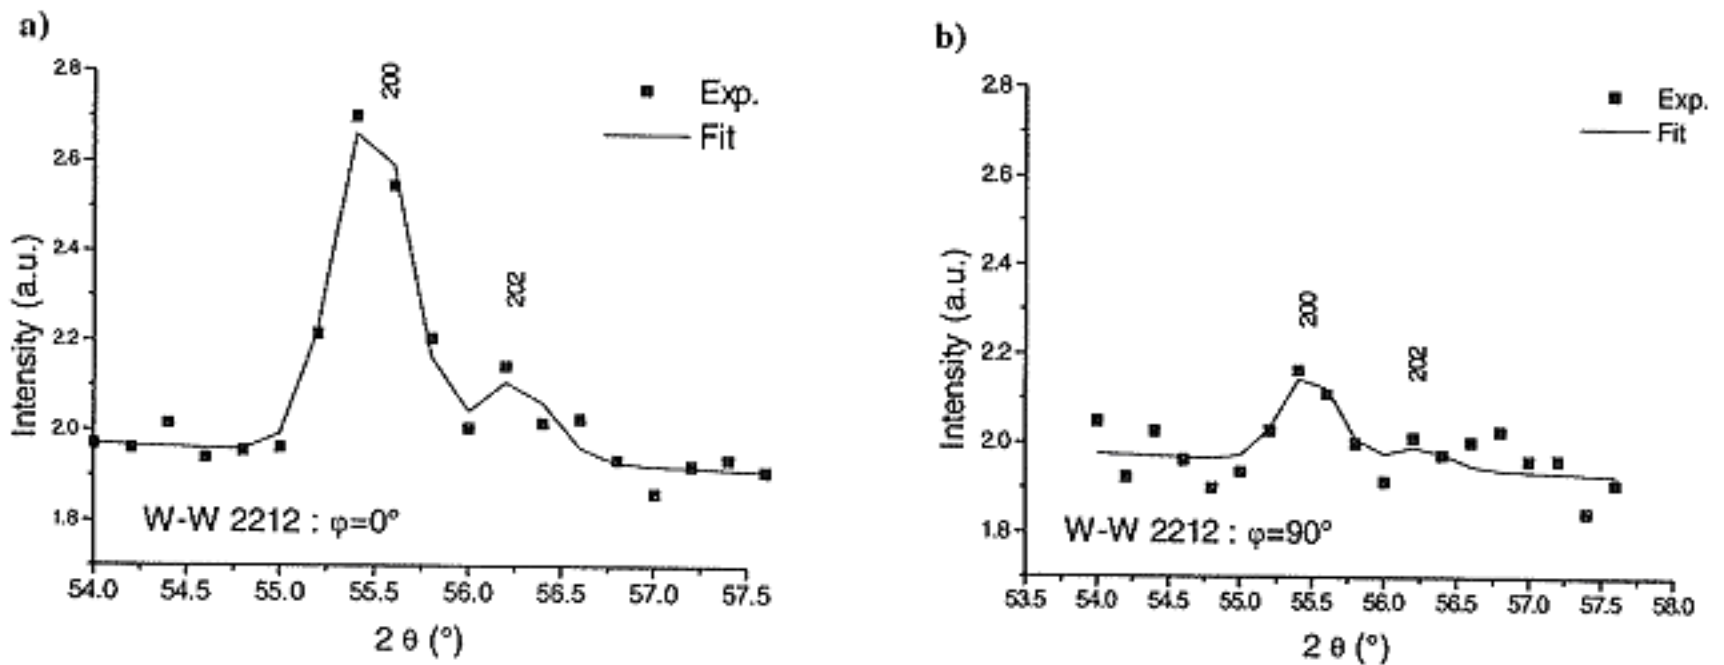 a)
2.8
2.6
2.4
2.2
2.0
1.8
Intensity (a.u.)
200
202
Exp.
Fit
W-W 2212 : φ=0°
54.0 54.5 55.0 55.5 56.0 56.5 57.0 57.5
2 θ (°)
b)
2.8
2.6
2.4
2.2
2.0
1.8
Intensity (a.u.)
200
202
Exp.
Fit
W-W 2212 : φ=90°
53.5 54.0 54.5 55.0 55.5 56.0 56.5 57.0 57.5 58.0
2 θ (°)